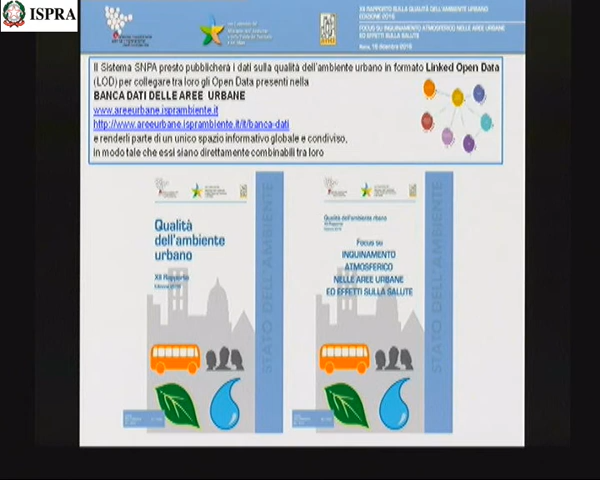 ISPRA
XII RAPPORTO SULLA QUALITÀ DELL'AMBIENTE URBANO
EDIZIONE 2016
FOCUS SU INQUINAMENTO ATMOSFERICO NELLE AREE URBANE
ED EFFETTI SULLA SALUTE
Roma, 16 dicembre 2016
Il Sistema SNPA presto pubblicherà i dati sulla qualità dell'ambiente urbano in formato Linked Open Data
(LOD) per collegare tra loro gli Open Data presenti nella
BANCA DATI DELLE AREE URBANE
www.areeurbane.isprambiente.it
http://www.areeurbane.isprambiente.it/it/banca-dati
e renderli parte di un unico spazio informativo globale e condiviso,
in modo tale che essi siano direttamente combinabili tra loro
Qualità
dell'ambiente
urbano
XII Rapporto
Edizione 2016
STATO DELL'AMBIENTE
Qualità dell'ambiente urbano
XII Rapporto
Focus su
INQUINAMENTO
ATMOSFERICO
NELLE AREE URBANE
ED EFFETTI SULLA SALUTE
STATO DELL'AMBIENTE